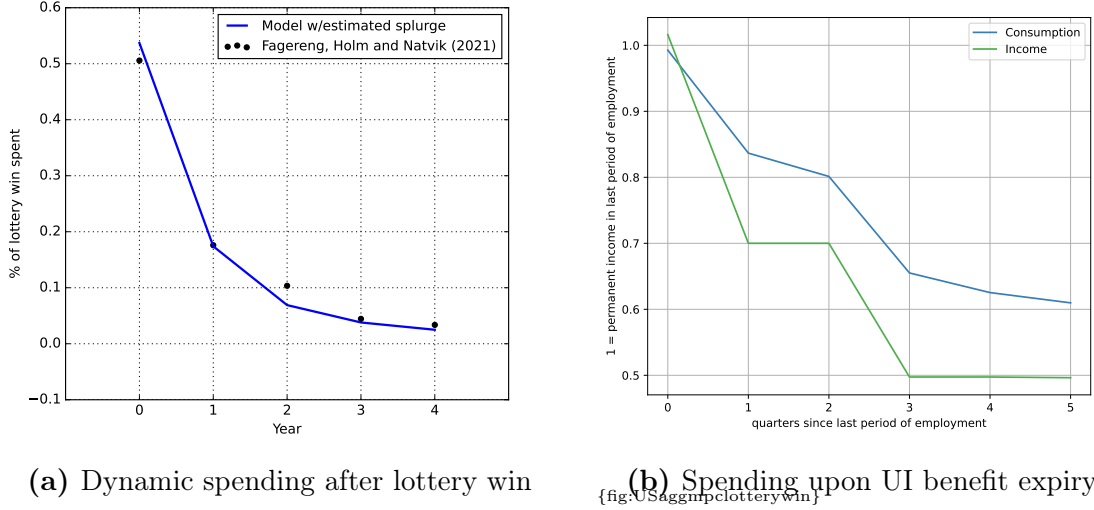 0.6
0.5
0.4
0.3
0.2
0.1
0.0
−0.1
% of lottery win spent
Model w/estimated splurge
Fagereng, Holm and Natvik (2021)
0 1 2 3 4
Year
(a) Dynamic spending after lottery win
1.0
0.9
0.8
0.7
0.6
0.5
1 = permanent income in last period of employment
Consumption
Income
0 1 2 3 4 5
quarters since last period of employment
(b) Spending upon UI benefit expiry
{fig:USaggmpclotterywin}